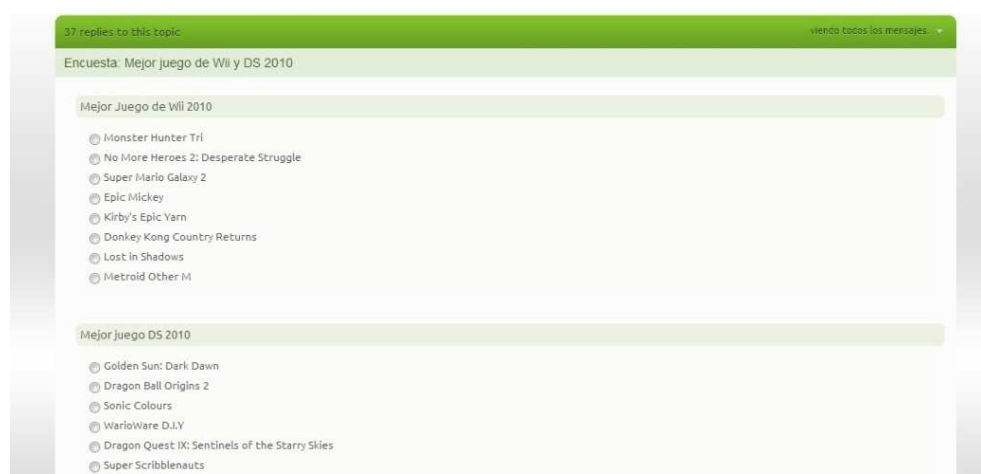 37 replies to this topic
viendo todos los mensajes.
Encuesta: Mejor juego de Wii y DS 2010
Mejor Juego de Wii 2010
Monster Hunter Tri
No More Heroes 2: Desperate Struggle
Super Mario Galaxy 2
Epic Mickey
Kirby's Epic Yarn
Donkey Kong Country Returns
Lost in Shadows
Metroid Other M
Mejor juego DS 2010
Golden Sun: Dark Dawn
Dragon Ball Origins 2
Sonic Colours
WarioWare D.I.Y
Dragon Quest IX: Sentinels of the Starry Skies
Super Scribblenauts